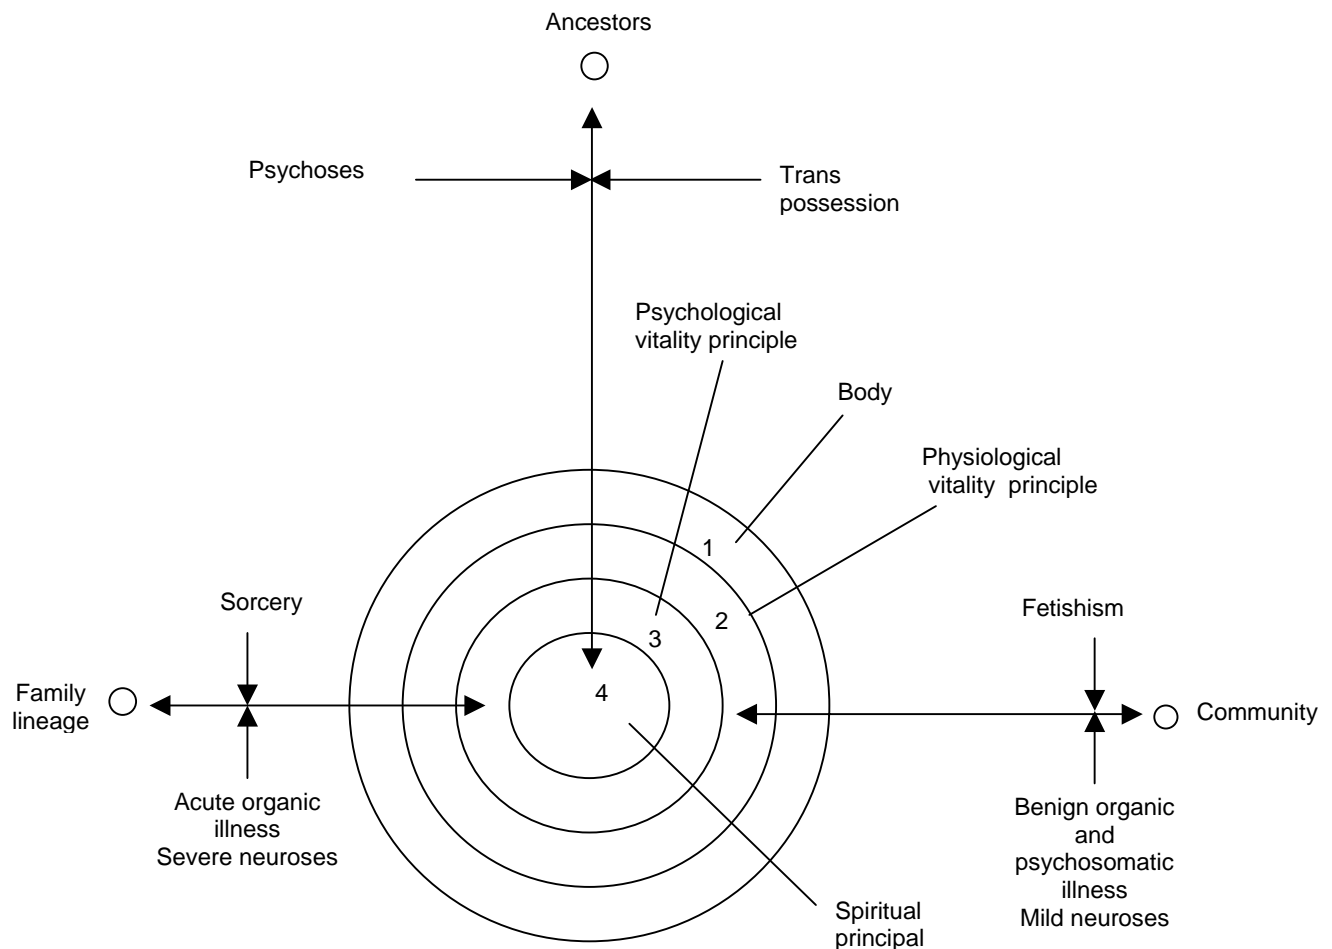 Ancestors
Psychoses
Trans
possession
Psychological
vitality principle
Body
Physiological
vitality principle
1
2
3
4
Sorcery
Fetishism
Family
lineage
Community
Acute organic
illness
Severe neuroses
Benign organic
and
psychosomatic
illness
Mild neuroses
Spiritual
principal